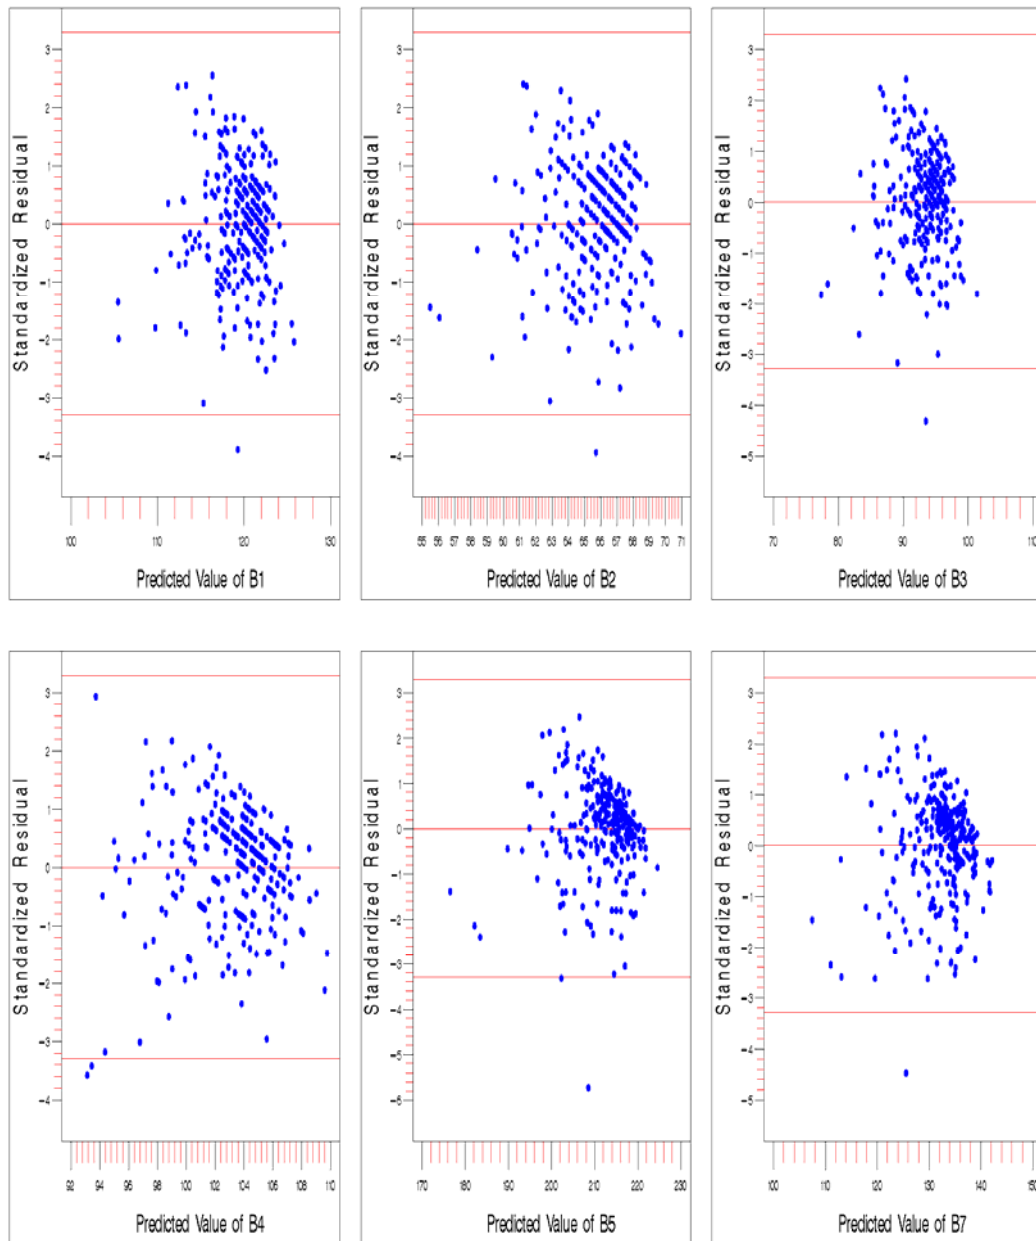 Standardized Residual
3
2
1
0
−1
−2
−3
−4
100 110 120 130
Predicted Value of B1
Standardized Residual
3
2
1
0
−1
−2
−3
−4
55 56 57 58 59 60 61 62 63 64 65 66 67 68 69 70 71
Predicted Value of B2
Standardized Residual
3
2
1
0
−1
−2
−3
−4
−5
70 80 90 100 110
Predicted Value of B3
Standardized Residual
3
2
1
0
−1
−2
−3
−4
92 94 96 98 100 102 104 106 108 110
Predicted Value of B4
Standardized Residual
3
2
1
0
−1
−2
−3
−4
−5
−6
170 180 190 200 210 220 230
Predicted Value of B5
Standardized Residual
3
2
1
0
−1
−2
−3
−4
−5
100 110 120 130 140 150
Predicted Value of B7